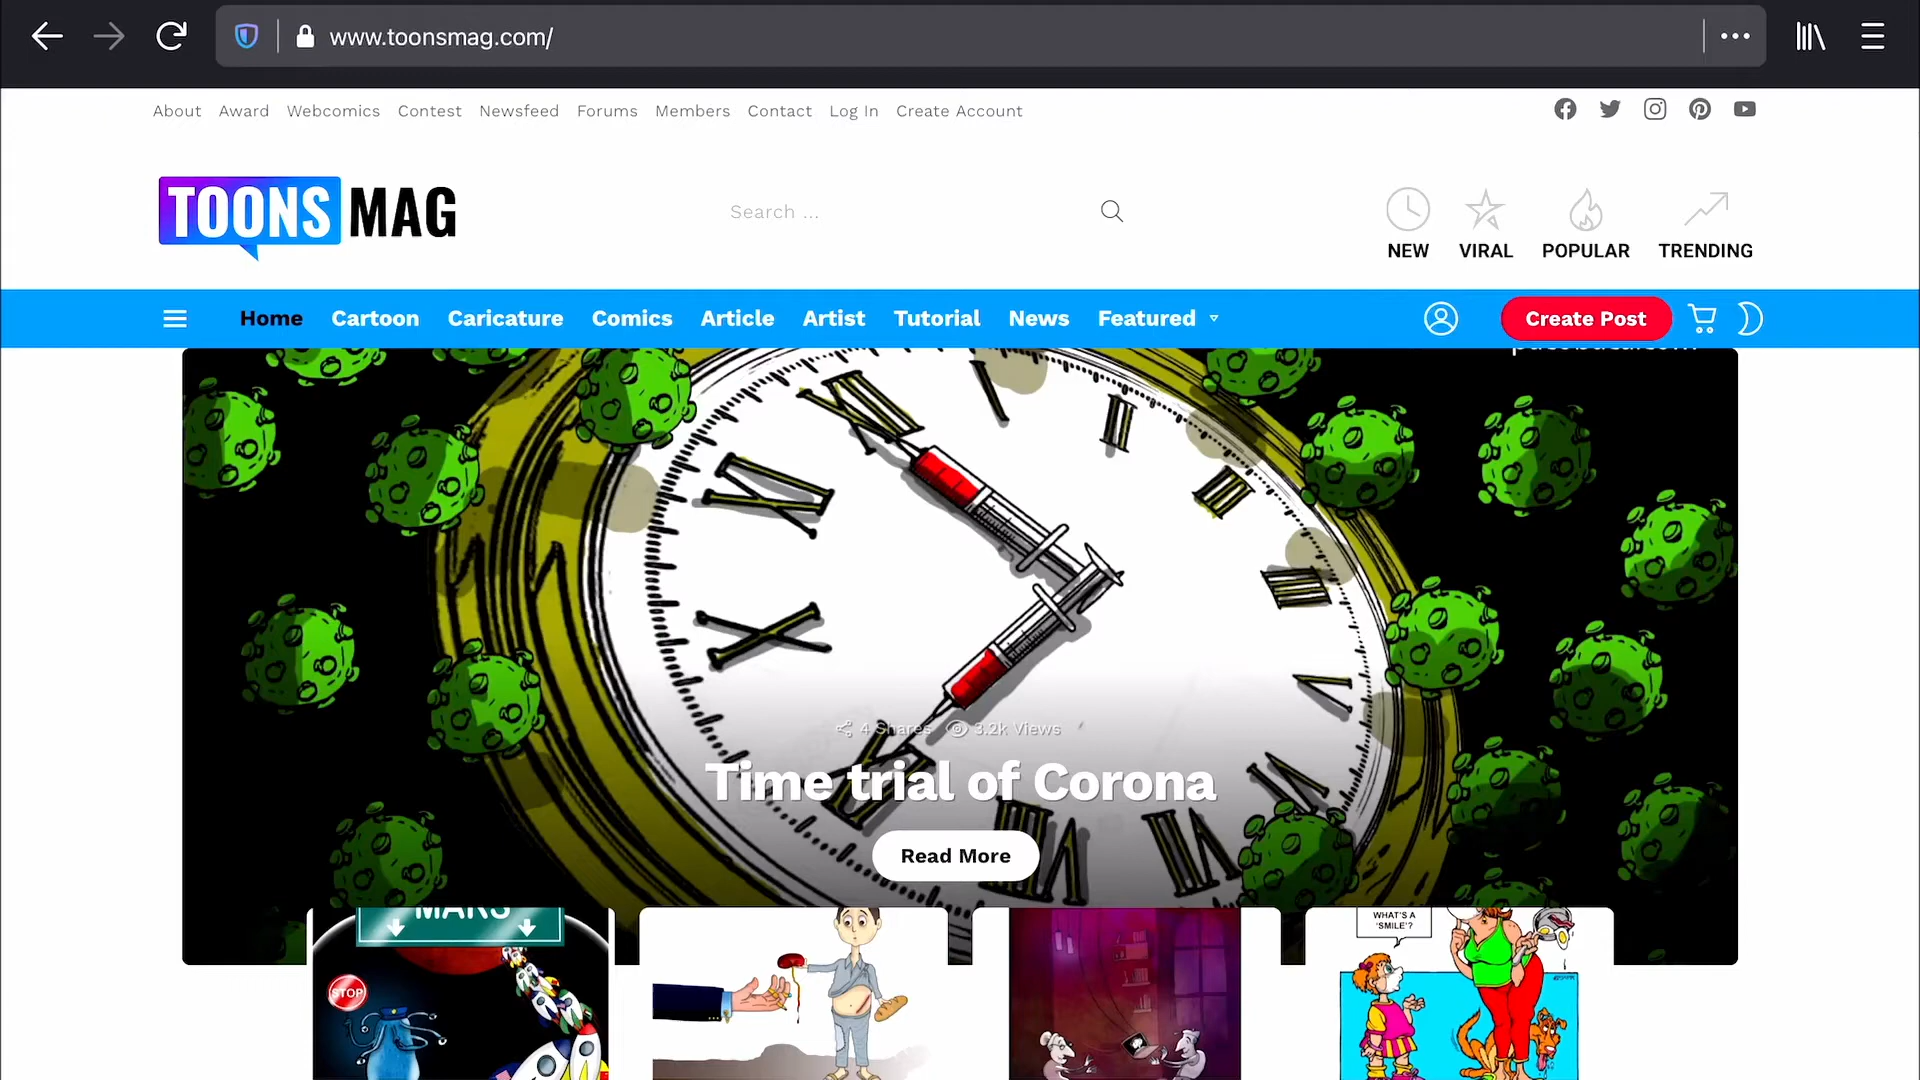 www.toonsmag.com/
About Award Webcomics Contest Newsfeed Forums Members Contact Log In Create Account
TOONS MAG
Search ...
NEW VIRAL POPULAR TRENDING
Home Cartoon Caricature Comics Article Artist Tutorial News Featured
Create Post
4 Shares 3.2k Views
Time trial of Corona
Read More
MARS
STOP
WHAT'S A
'SMILE'?